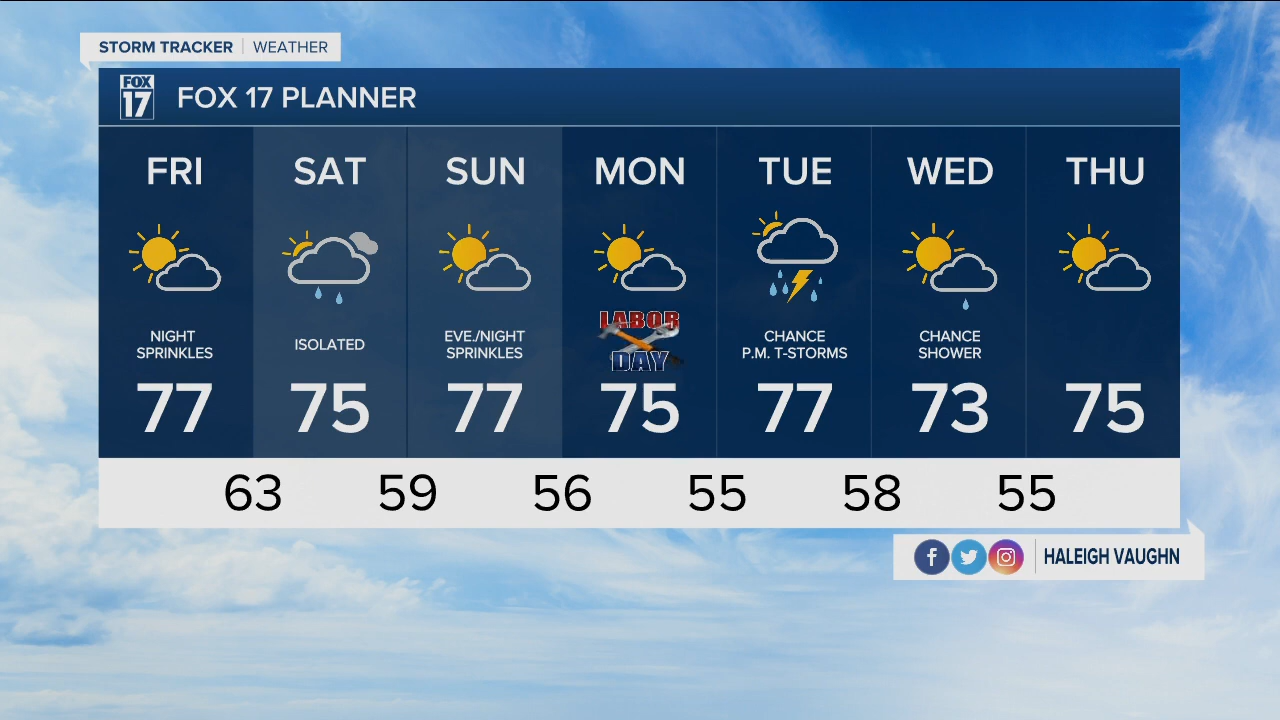 STORM TRACKER | WEATHER
FOX 17
FOX 17 PLANNER
FRI SAT SUN MON TUE WED THU
NIGHT SPRINKLES
ISOLATED
EVE./NIGHT SPRINKLES
LABOR DAY
CHANCE P.M. T-STORMS
CHANCE SHOWER
77 75 77 75 77 73 75
63 59 56 55 58 55
HALEIGH VAUGHN